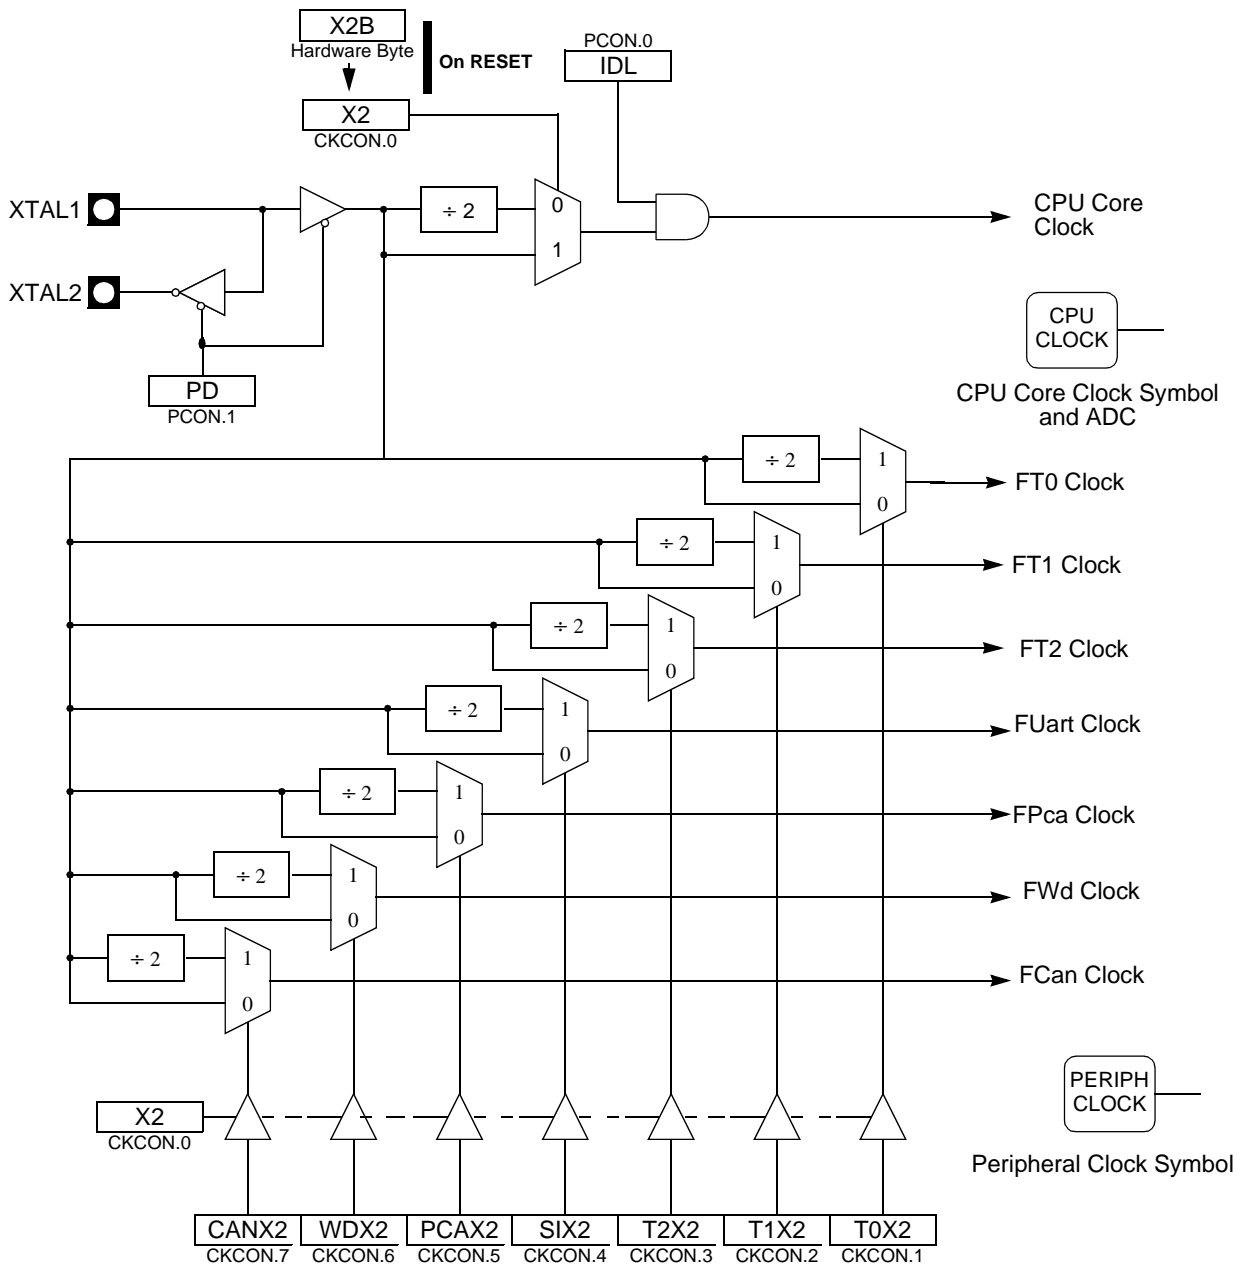 X2B
Hardware Byte
On RESET
PCON.0
IDL
X2
CKCON.0
XTAL1
÷ 2
0
1
CPU Core
Clock
XTAL2
PD
PCON.1
CPU
CLOCK
CPU Core Clock Symbol
and ADC
÷ 2
1
0
FT0 Clock
÷ 2
1
0
FT1 Clock
÷ 2
1
0
FT2 Clock
÷ 2
1
0
FUart Clock
÷ 2
1
0
FPca Clock
÷ 2
1
0
FWd Clock
÷ 2
1
0
FCan Clock
X2
CKCON.0
PERIPH
CLOCK
Peripheral Clock Symbol
CANX2
CKCON.7
WDX2
CKCON.6
PCAX2
CKCON.5
SIX2
CKCON.4
T2X2
CKCON.3
T1X2
CKCON.2
T0X2
CKCON.1